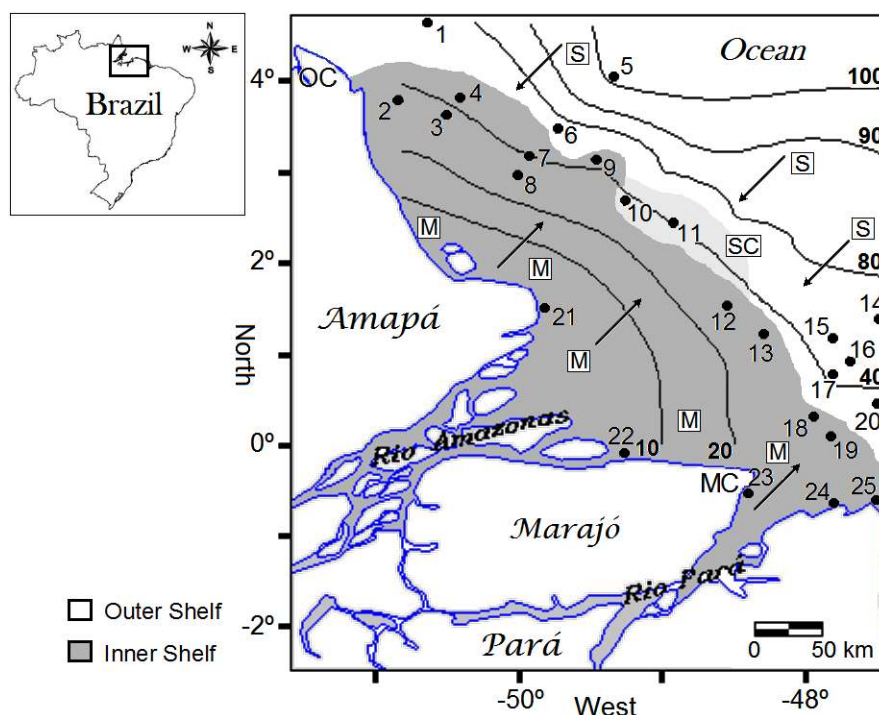 N
W E
S
Brazil
Ocean
1
5
S
4º
OC
100
2
3
4
6
90
7
8
9
S
10
11
M
SC
S
2º
M
80
Amapá
21
12
13
14
15
16
M
North
17
40
Rio Amazonas
M
18
20
0º
22
10
20
M
19
MC
23
24
25
Marajó
Rio Pará
Outer Shelf
Inner Shelf
-2º
Pará
0 50 km
-50º
-48º
West